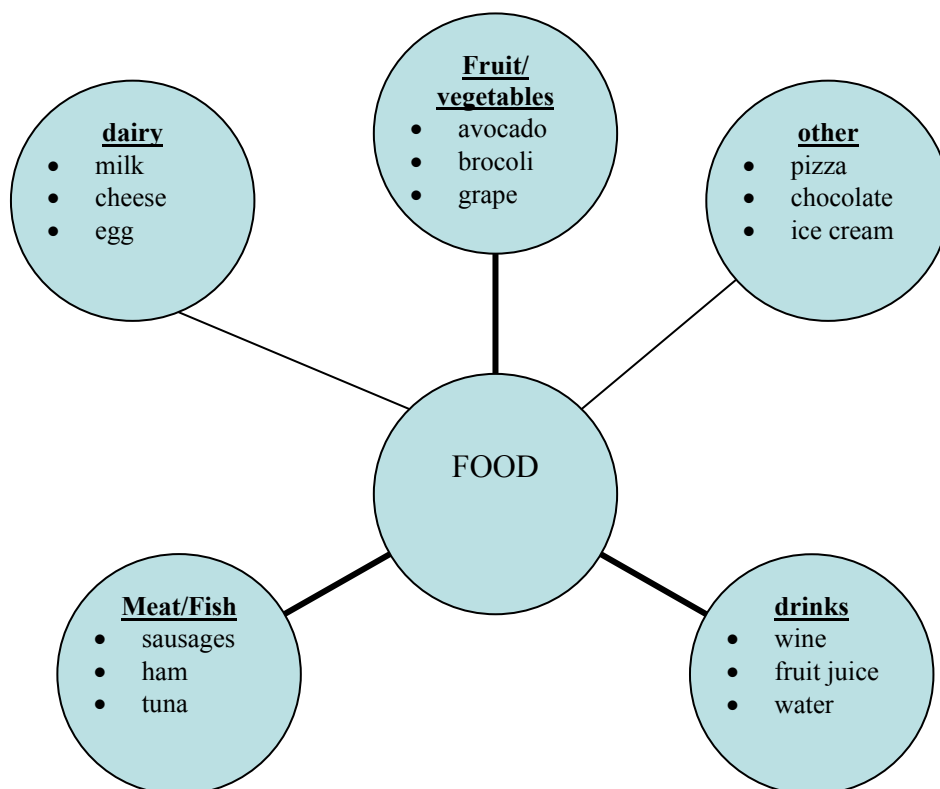 dairy
• milk
• cheese
• egg
Fruit/
vegetables
• avocado
• brocoli
• grape
other
• pizza
• chocolate
• ice cream
FOOD
Meat/Fish
• sausages
• ham
• tuna
drinks
• wine
• fruit juice
• water